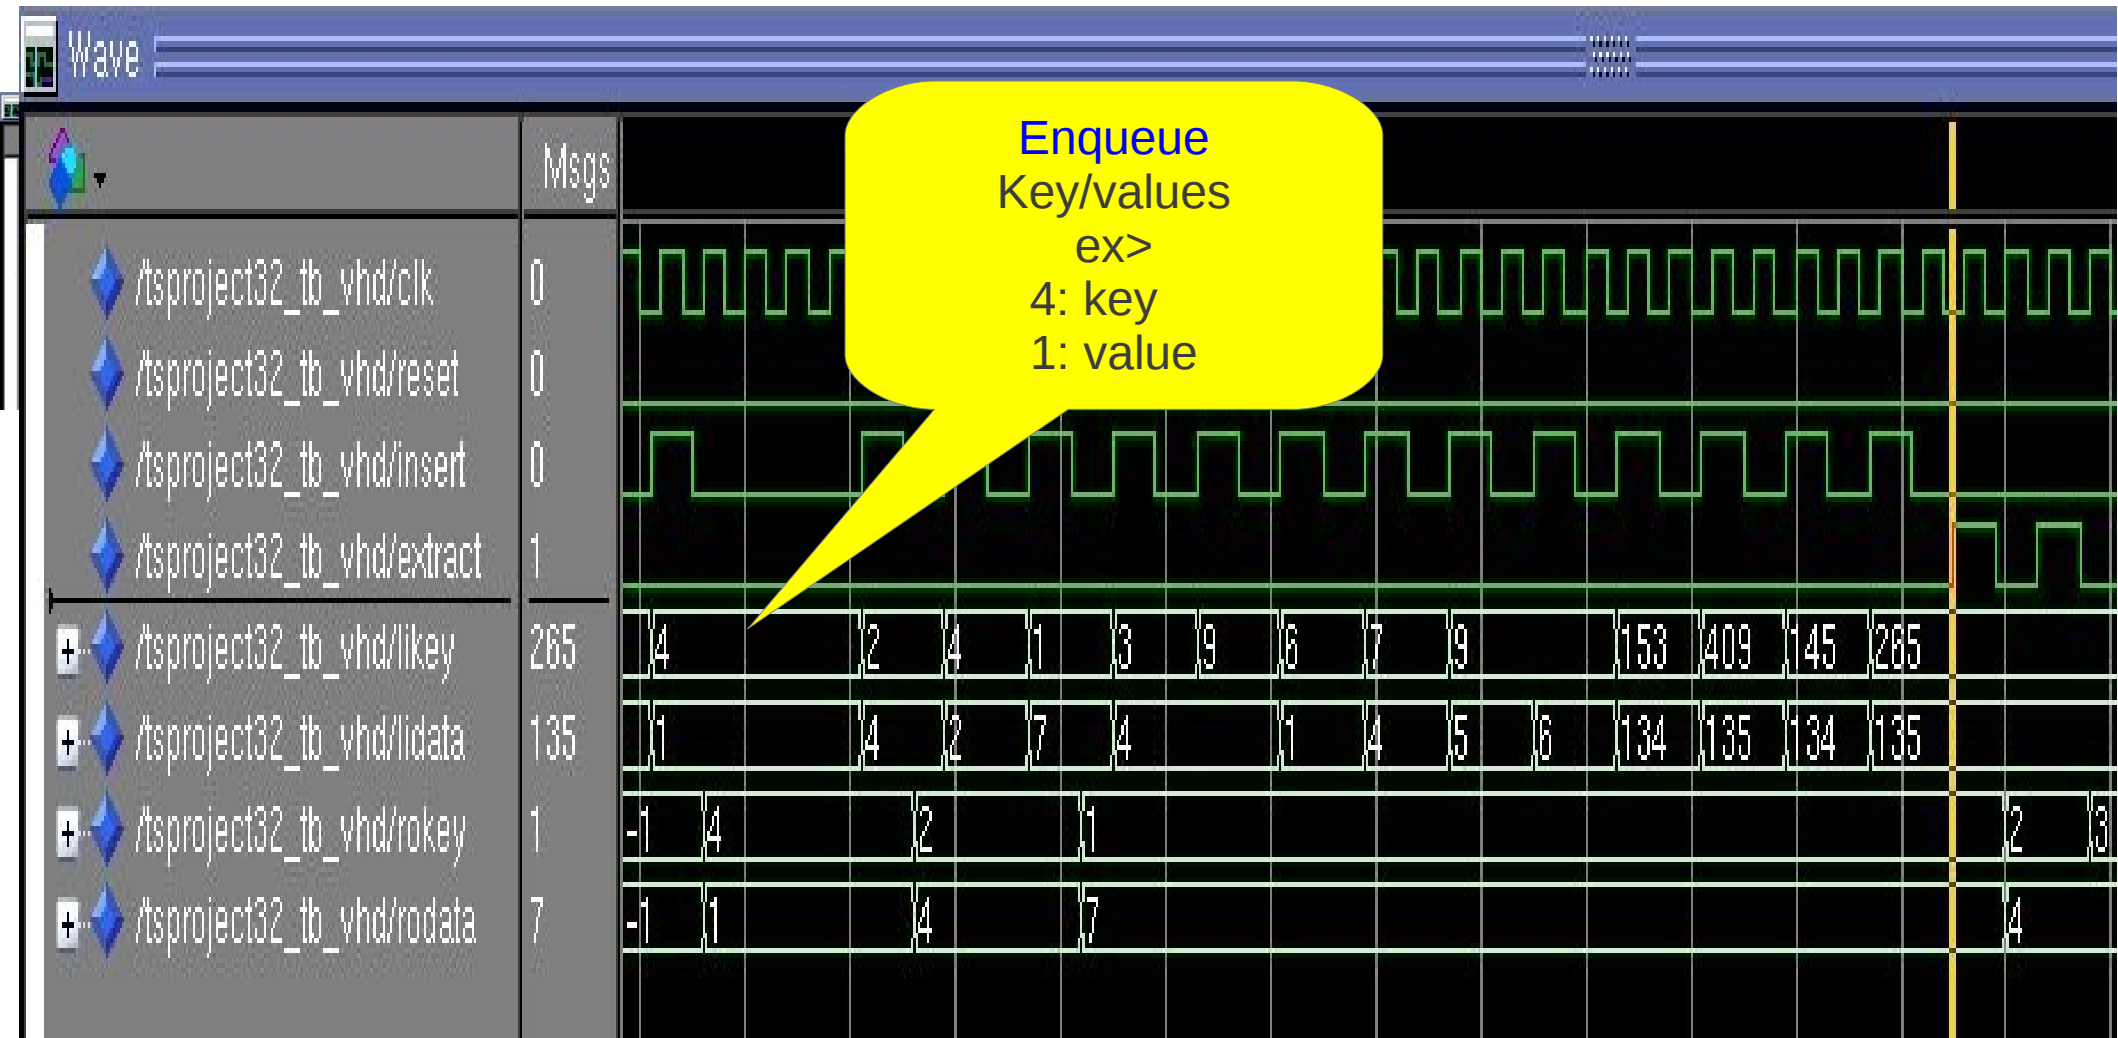 Wave
Enqueue
Key/values
ex>
4: key
1: value
Msgs
/tsproject32_tb_vhd/clk 0
/tsproject32_tb_vhd/reset 0
/tsproject32_tb_vhd/insert 0
/tsproject32_tb_vhd/extract 1
/tsproject32_tb_vhd/likey 265 4 2 4 1 3 9 6 7 9 153 409 145 265
/tsproject32_tb_vhd/lidata 135 1 4 2 7 4 1 4 5 6 134 135 134 135
/tsproject32_tb_vhd/rokey 1 -1 4 2 1 2 3
/tsproject32_tb_vhd/rodata 7 -1 1 4 7 4